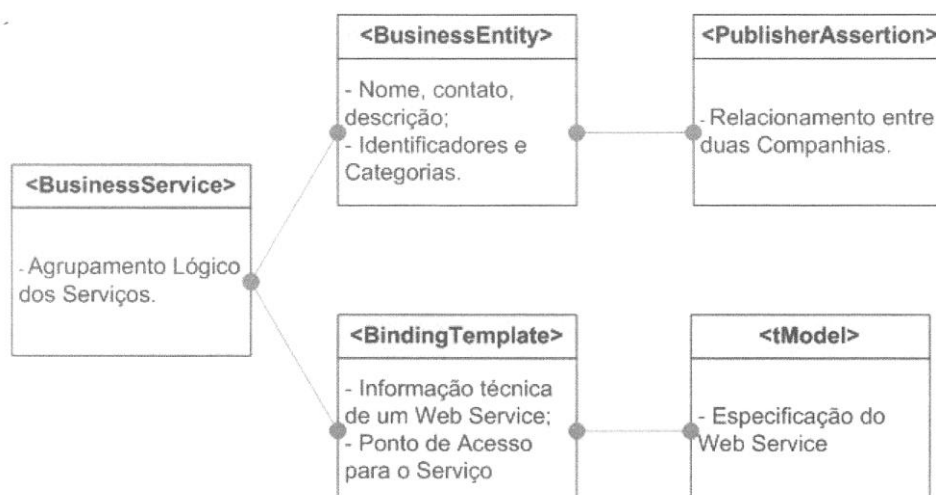 <BusinessEntity>
- Nome, contato,
descrição;
- Identificadores e
Categorias.
<PublisherAssertion>
- Relacionamento entre
duas Companhias.
<BusinessService>
- Agrupamento Lógico
dos Serviços.
<BindingTemplate>
- Informação técnica
de um Web Service;
- Ponto de Acesso
para o Serviço
<tModel>
- Especificação do
Web Service